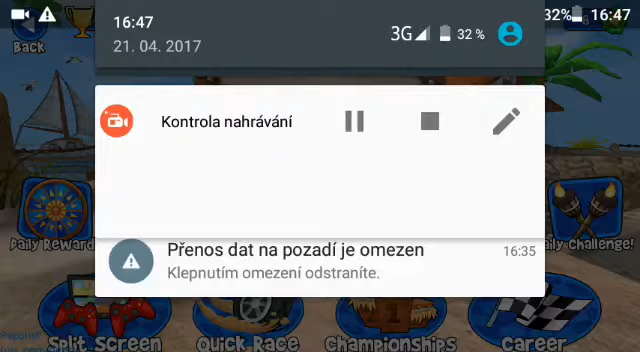 16:47
3G
32 %
32%
16:47
21. 04. 2017
Back
Kontrola nahrávání
Daily Reward
Daily Challenge!
Přenos dat na pozadí je omezen
16:35
Klepnutím omezení odstraníte.
Split Screen
Quick Race
Championships
Career